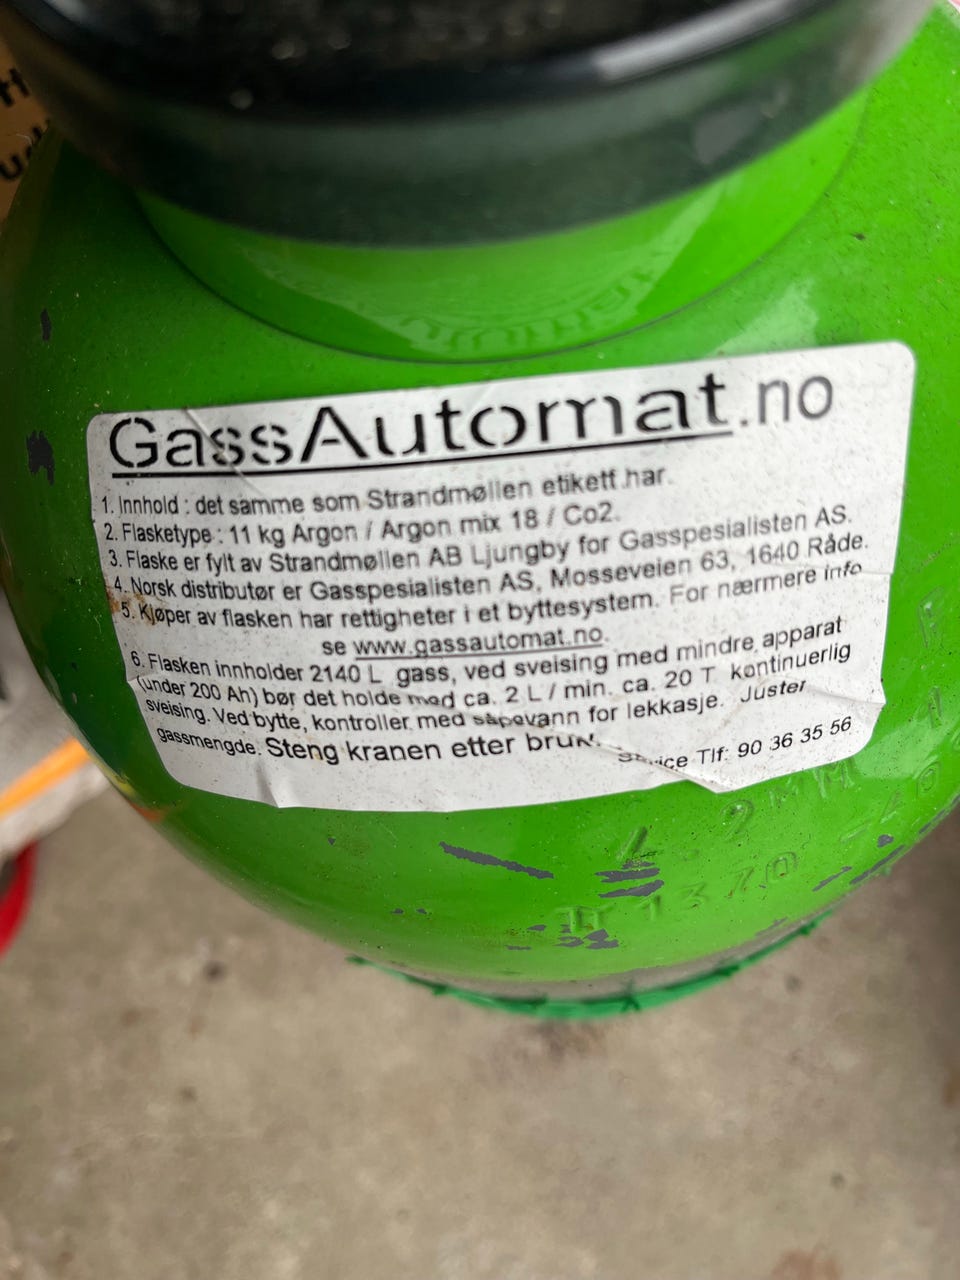 GassAutomat.no
1. Innhold : det samme som Strandmøllen etikett har.
2. Flasketype : 11 kg Argon / Argon mix 18 / Co2.
3. Flaske er fylt av Strandmøllen AB Ljungby for Gasspesialisten AS.
4. Norsk distributør er Gasspesialisten AS, Mosseveien 63, 1640 Råde.
5. Kjøper av flasken har rettigheter i et byttesystem. For nærmere info
se www.gassautomat.no.
6. Flasken innholder 2140 L gass, ved sveising med mindre apparat
(under 200 Ah) bør det holde med ca. 2 L / min. ca. 20 T kontinuerlig
sveising. Ved bytte, kontroller med såpevann for lekkasje. Juster
gassmengde. Steng kranen etter bruk.
Service Tlf: 90 36 35 56